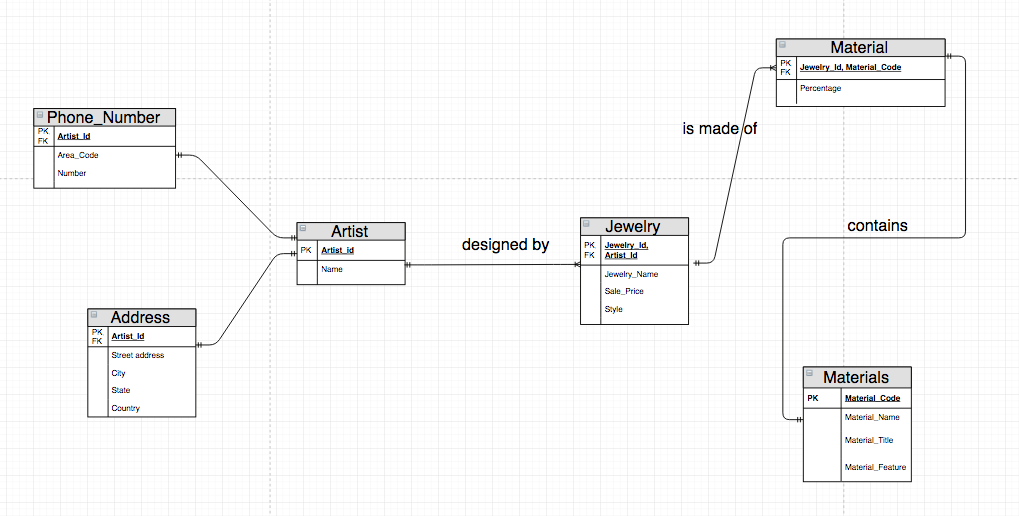 Material
PK
FK
Jewelry_Id, Material_Code
Percentage
is made of
Phone_Number
PK
FK
Artist_Id
Area_Code
Number
Artist
PK
Artist_id
Name
designed by
Jewelry
PK
FK
Jewelry_Id,
Artist_Id
Jewelry_Name
Sale_Price
Style
contains
Address
PK
FK
Artist_Id
Street address
City
State
Country
Materials
PK
Material_Code
Material_Name
Material_Title
Material_Feature